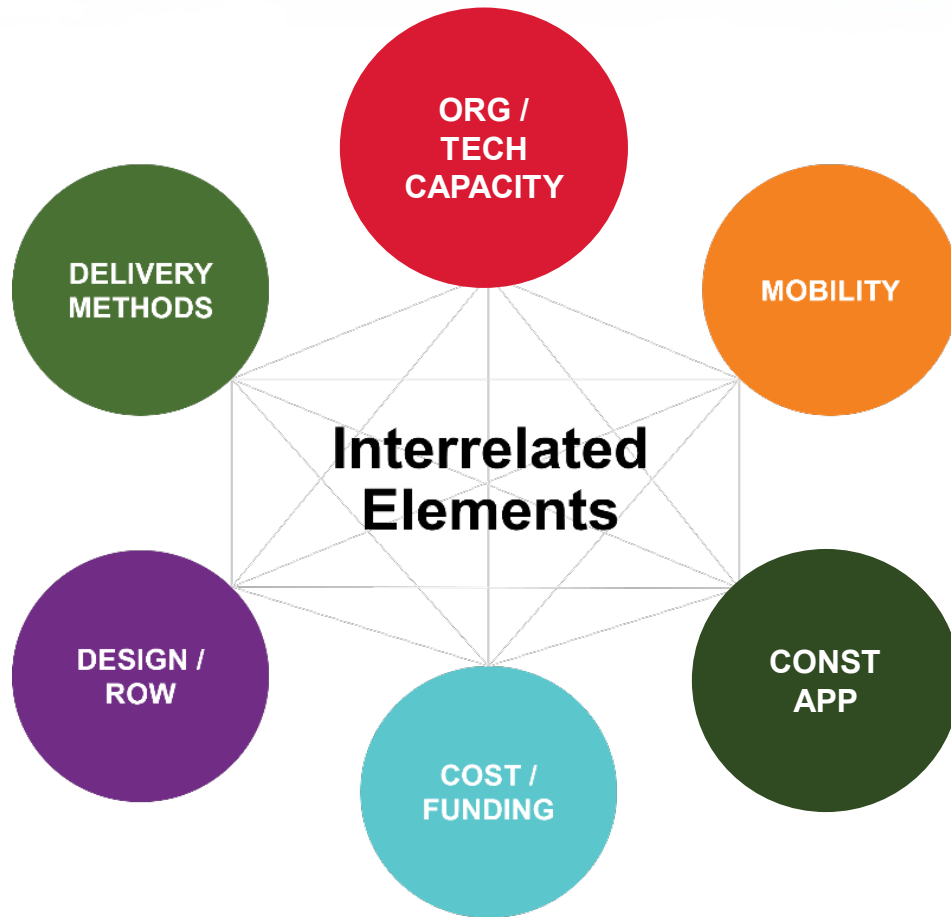 ORG /
TECH
CAPACITY
DELIVERY
METHODS
MOBILITY
Interrelated
Elements
DESIGN /
ROW
CONST
APP
COST /
FUNDING